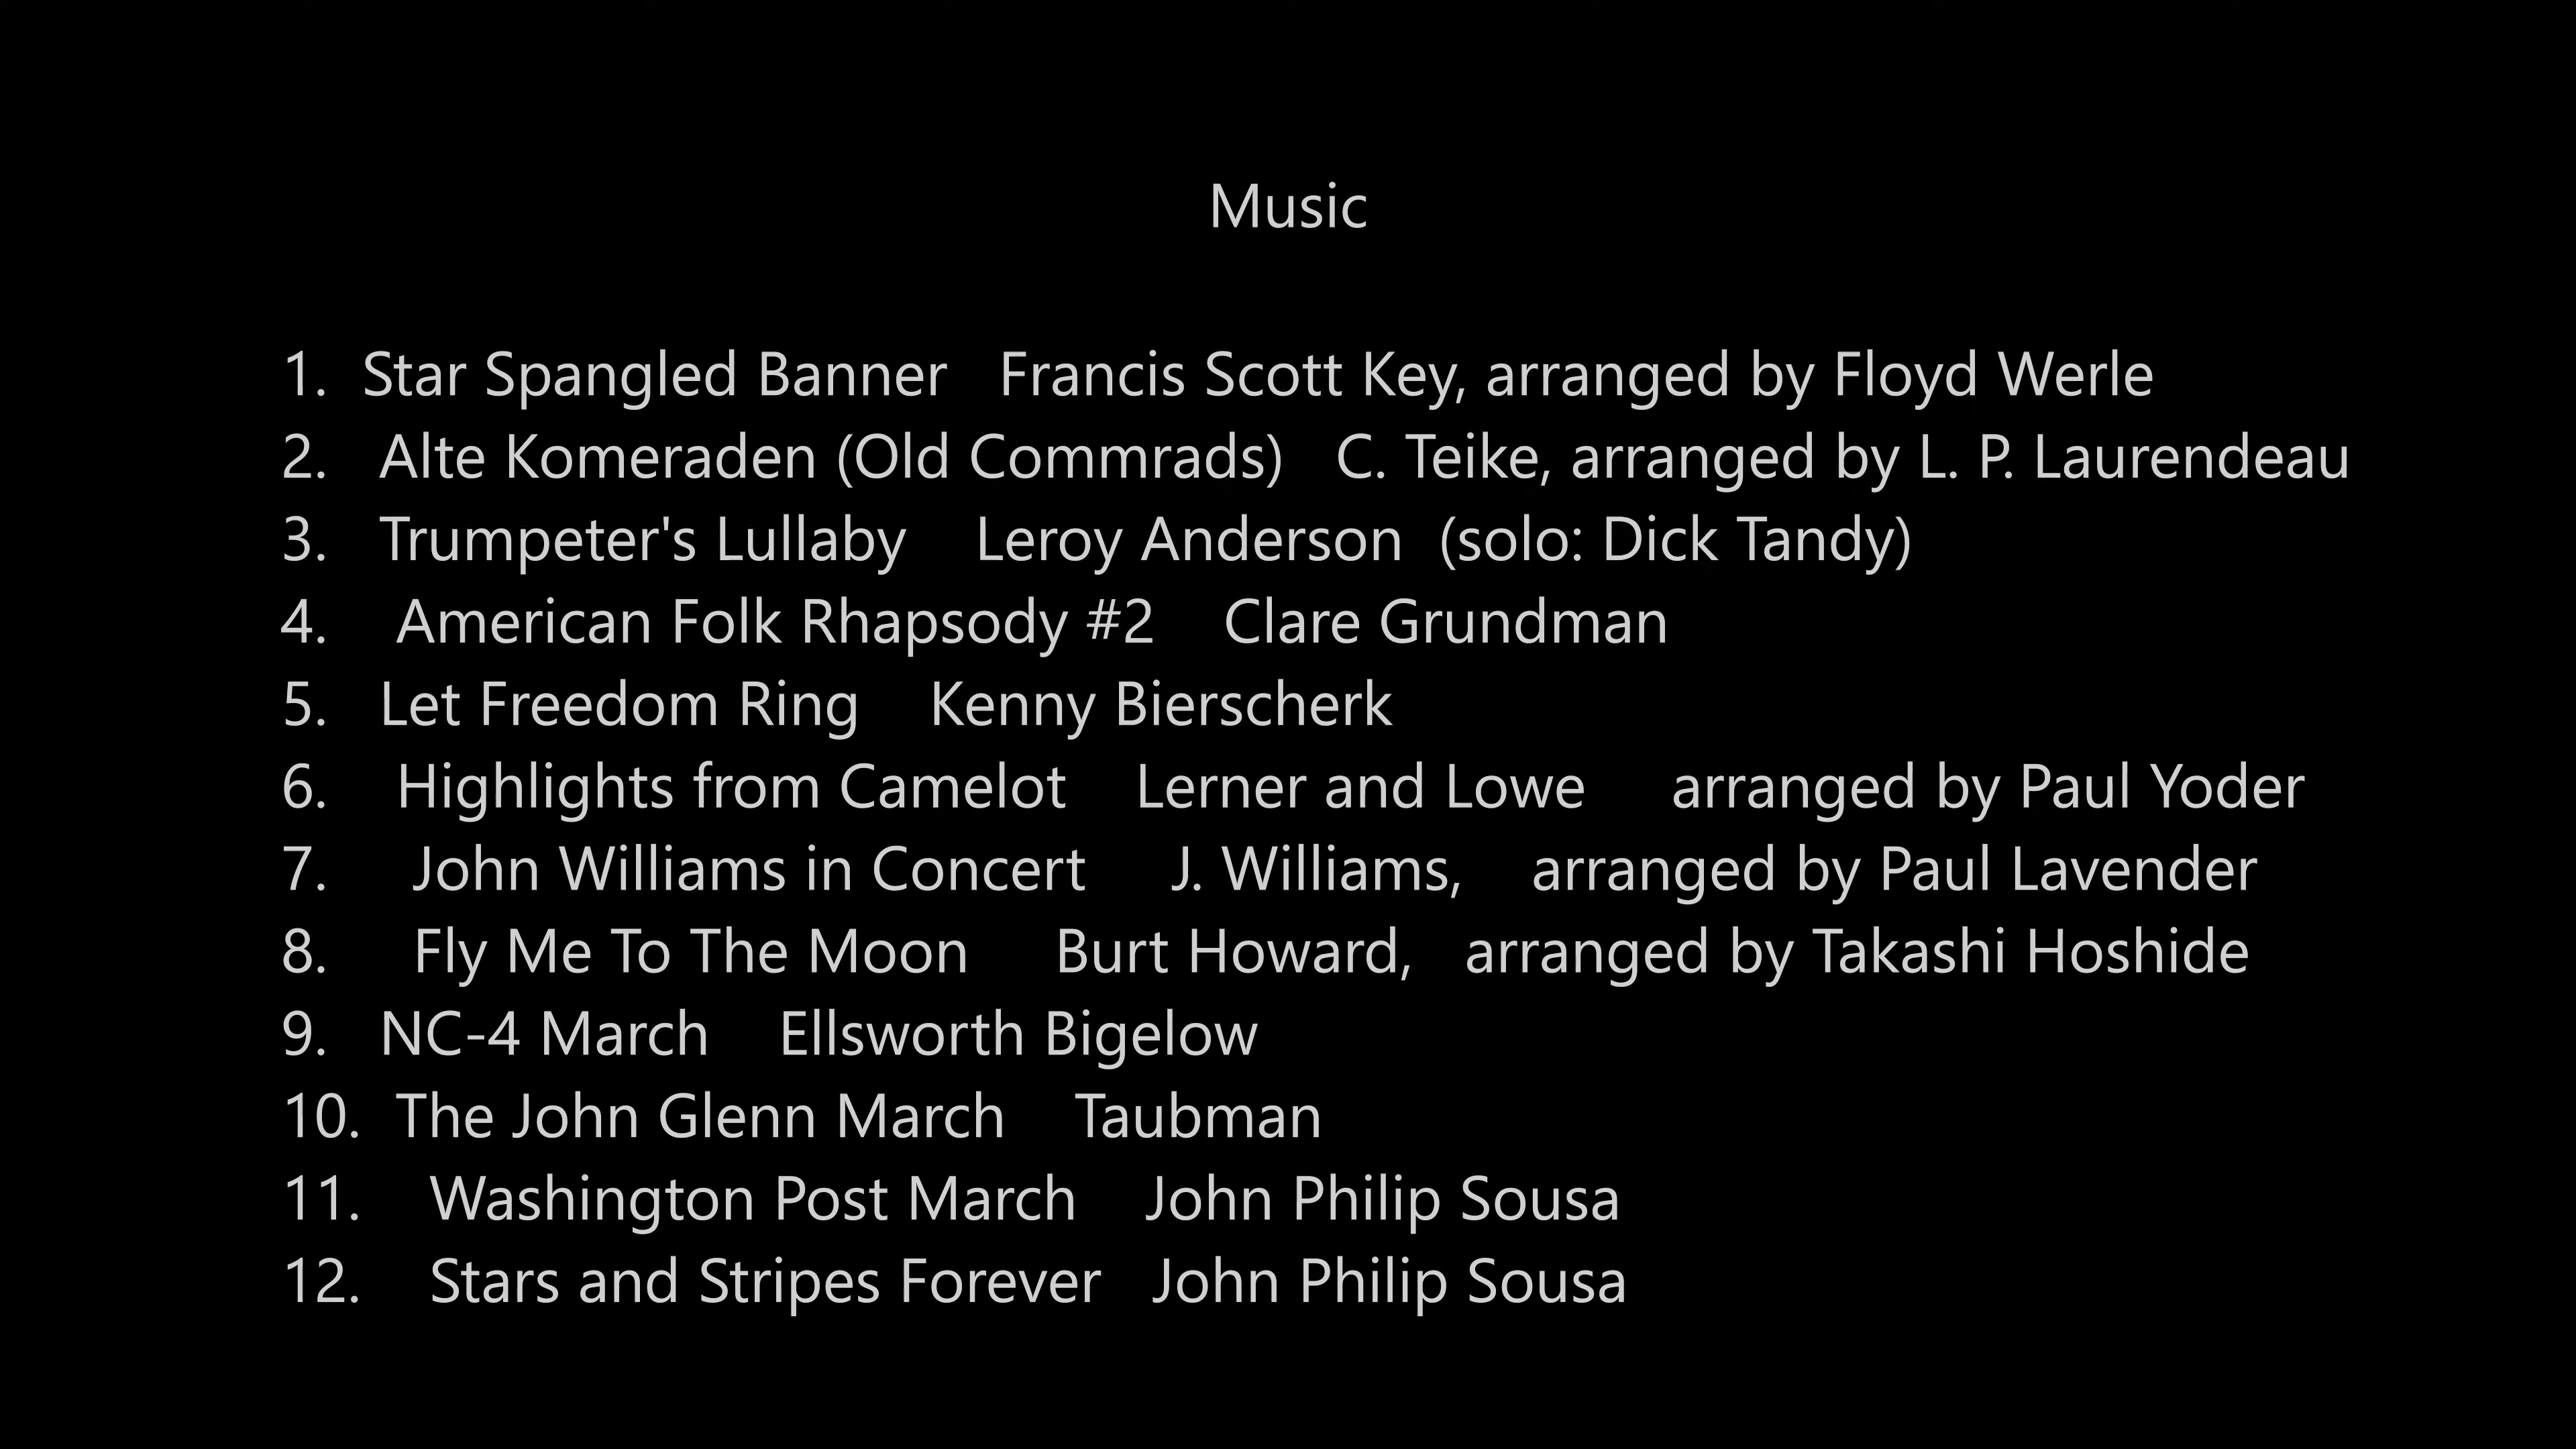 Music
1. Star Spangled Banner Francis Scott Key, arranged by Floyd Werle
2. Alte Komeraden (Old Commrads) C. Teike, arranged by L. P. Laurendeau
3. Trumpeter's Lullaby Leroy Anderson (solo: Dick Tandy)
4. American Folk Rhapsody #2 Clare Grundman
5. Let Freedom Ring Kenny Bierscherk
6. Highlights from Camelot Lerner and Lowe arranged by Paul Yoder
7. John Williams in Concert J. Williams, arranged by Paul Lavender
8. Fly Me To The Moon Burt Howard, arranged by Takashi Hoshide
9. NC-4 March Ellsworth Bigelow
10. The John Glenn March Taubman
11. Washington Post March John Philip Sousa
12. Stars and Stripes Forever John Philip Sousa